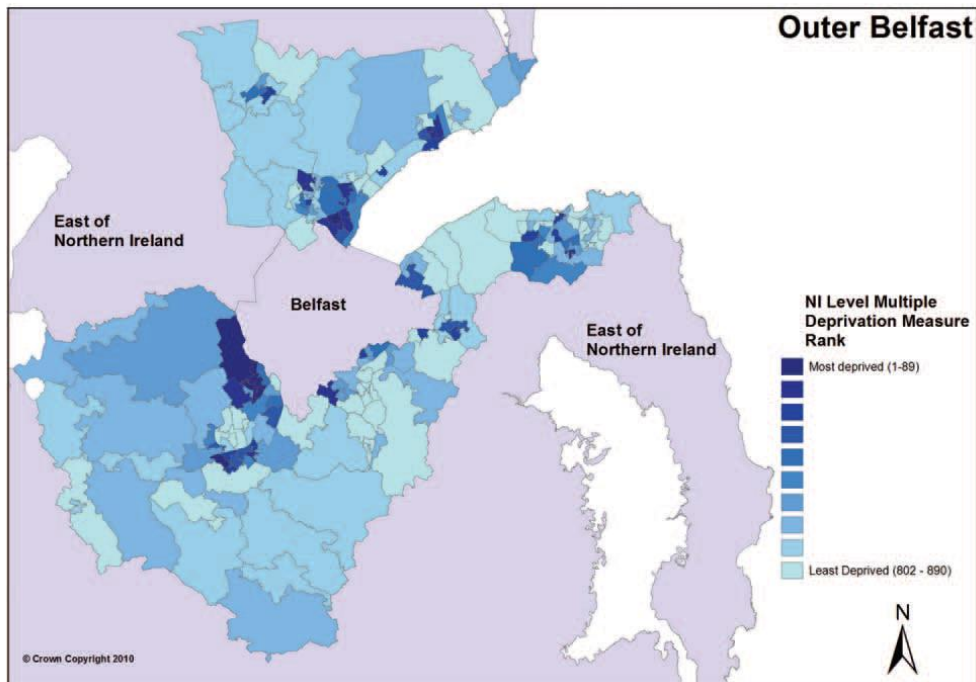 Outer Belfast
East of
Northern Ireland
Belfast
East of
Northern Ireland
NI Level Multiple
Deprivation Measure
Rank
Most deprived (1-89)
Least Deprived (802 - 890)
N
© Crown Copyright 2010